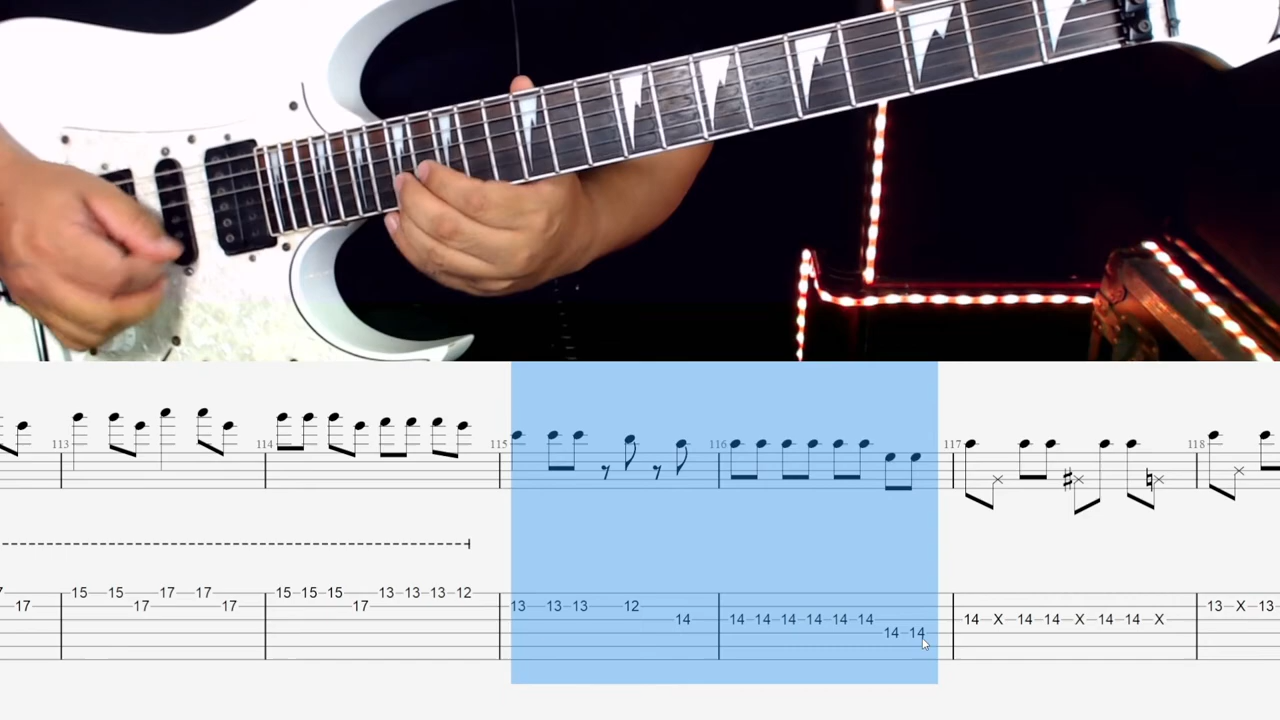 113 114 115 116 117 118
15 15 17 17 15 15 15 13 13 13 12 14 14 14 14 14 14 14 X 14 14 X 14 14 X
17 17 17 17 17 13 13 13 12 13 X 13
14
14 14